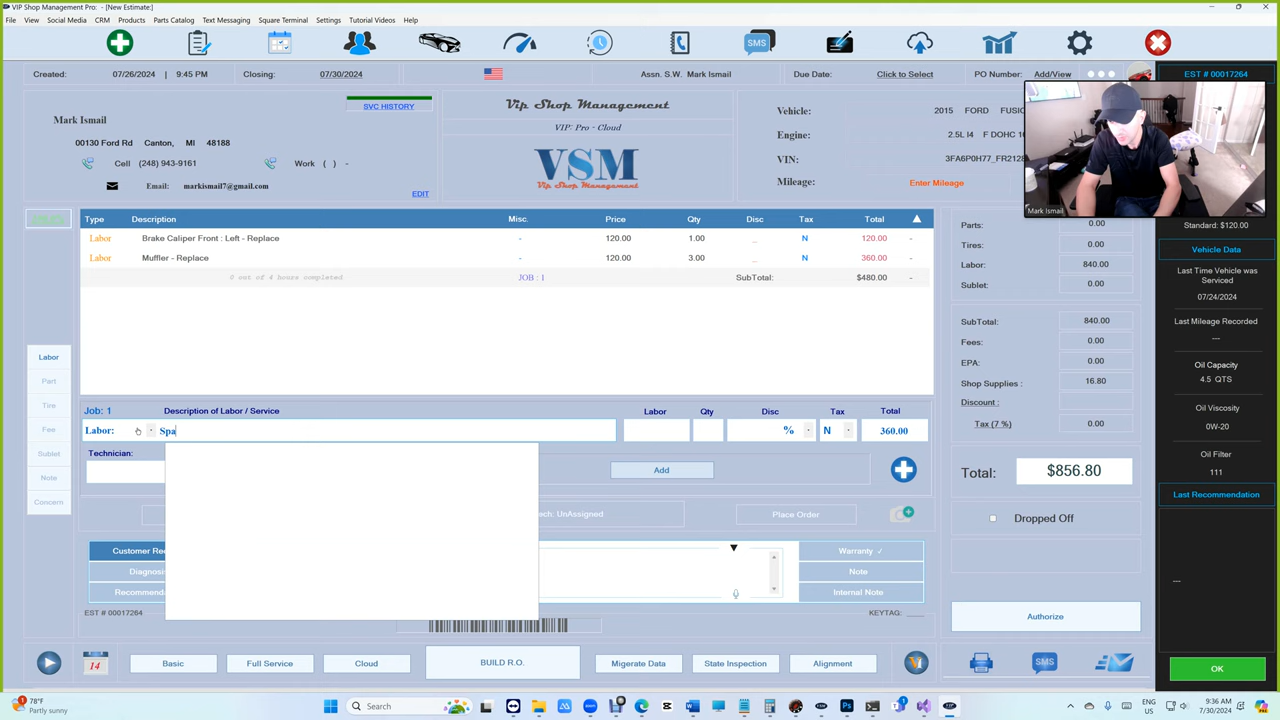 VIP Shop Management Pro: - [New Estimate:]
File View Social Media CRM Products Parts Catalog Text Messaging Square Terminal Settings Tutorial Videos Help
SMS
Created: 07/26/2024 | 9:45 PM Closing: 07/30/2024 Assn. S.W. Mark Ismail Due Date: Click to Select PO Number: Add/View EST # 00017264
SVC HISTORY
Mark Ismail
00130 Ford Rd Canton, MI 48188
Cell (248) 943-9161 Work ( ) -
Email: markismail7@gmail.com
EDIT
Vip Shop Management
VIP: Pro - Cloud
VSM
Vip Shop Management
Vehicle: 2015 FORD FUSI
Engine: 2.5L I4 F DOHC 16
VIN: 3FA6P0H77_FR2128
Mileage: Enter Mileage
Mark Ismail
Standard: $120.00
Type Description Misc. Price Qty Disc Tax Total
Labor Brake Caliper Front : Left - Replace - 120.00 1.00 _ N 120.00 -
Labor Muffler - Replace - 120.00 3.00 _ N 360.00 -
0 out of 4 hours completed JOB : 1 SubTotal: $480.00 -
Labor
Part
Tire
Fee
Sublet
Note
Concern
Job: 1 Description of Labor / Service Labor Qty Disc Tax Total
Labor: Spa % N 360.00
Technician:
Add
ech: UnAssigned Place Order
Customer Rec
Diagnosi
Recommend
Warranty ✓
Note
Internal Note
EST # 00017264 KEYTAG: ____
Parts: 0.00
Tires: 0.00
Labor: 840.00
Sublet: 0.00
SubTotal: 840.00
Fees: 0.00
EPA: 0.00
Shop Supplies : 16.80
Discount :
Tax (7 %) 0.00
Total: $856.80
Dropped Off
Authorize
Vehicle Data
Last Time Vehicle was
Serviced
07/24/2024
Last Mileage Recorded
---
Oil Capacity
4.5 QTS
Oil Viscosity
0W-20
Oil Filter
111
Last Recommendation
---
14 Basic Full Service Cloud BUILD R.O. Migerate Data State Inspection Alignment SMS OK
78°F
Partly sunny
Search
ENG
US
9:36 AM
7/30/2024